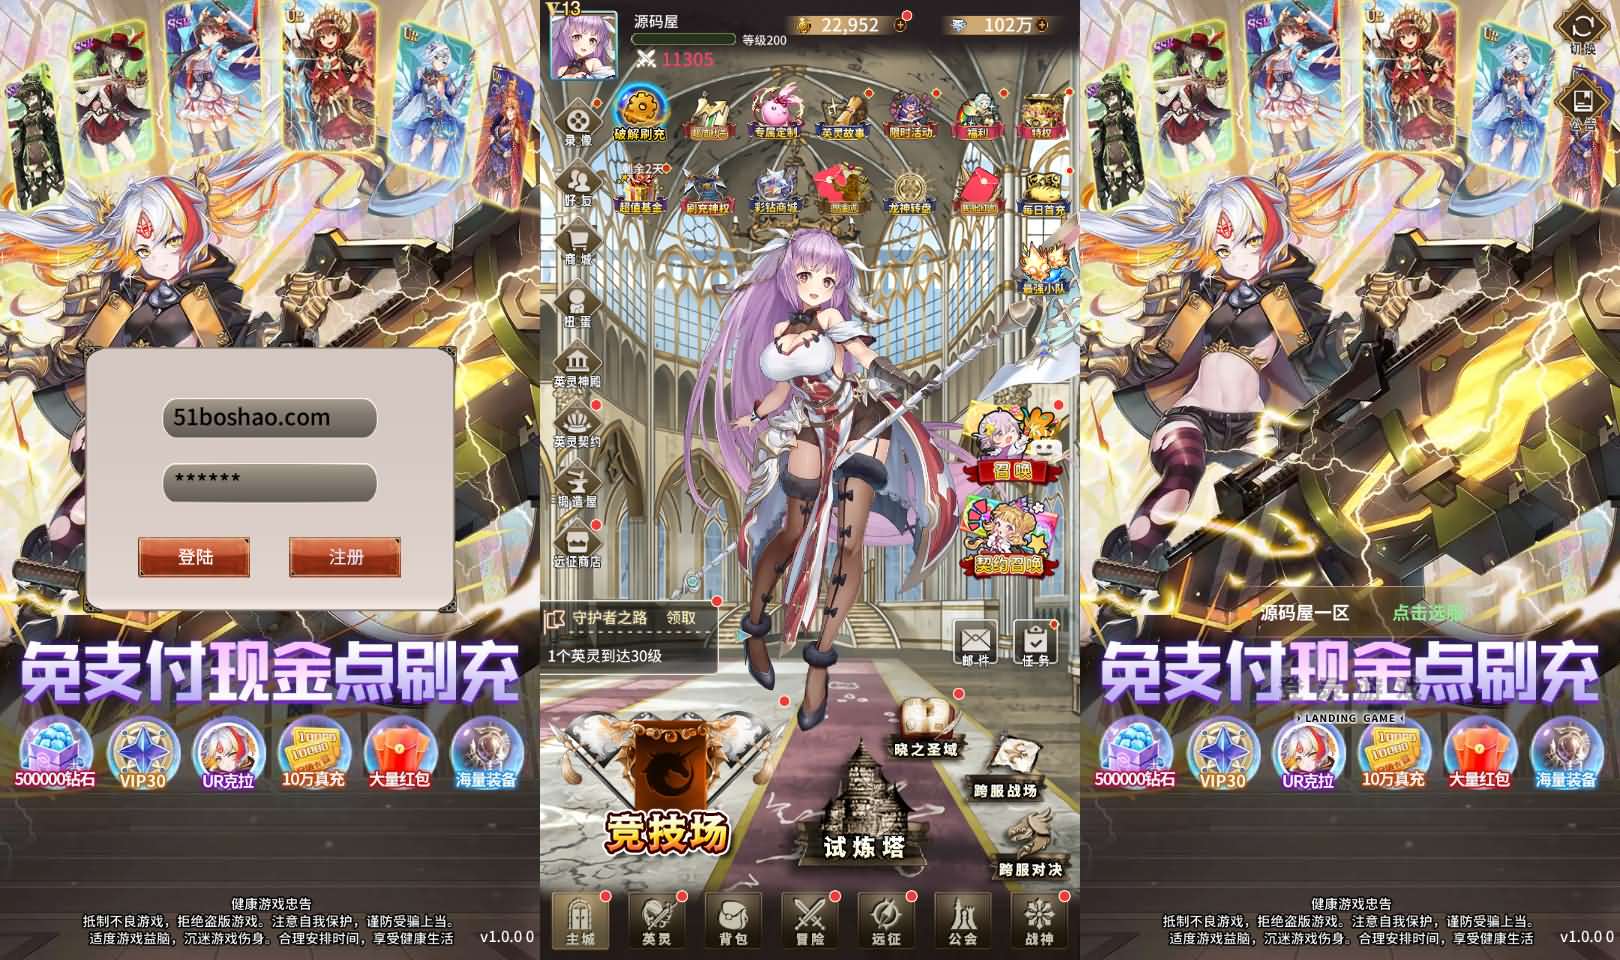 SSR
SSR
UR
UR
51boshao.com
******
登陆
注册
免支付现金点刷充
500000钻石
VIP30
UR克拉
10万真充
大量红包
海量装备
健康游戏忠告
抵制不良游戏，拒绝盗版游戏。注意自我保护，谨防受骗上当。
适度游戏益脑，沉迷游戏伤身。合理安排时间，享受健康生活
v1.0.0 0
V13
源码屋
等级200
11305
22,952
102万
录像
好友
商城
扭蛋
英灵神殿
英灵契约
锻造屋
远征商店
破解刷充
专属定制
英灵故事
限时活动
福利
特权
剩余2天
超值基金
刷充神权
彩钻商城
龙神转盘
每日首充
最强小队
召唤
契约召唤
守护者之路
领取
1个英灵到达30级
邮件
任务
竞技场
试炼塔
晓之圣域
跨服战场
跨服对决
主城
英灵
背包
冒险
远征
公会
战神
SSR
SSR
UR
UR
切换
公告
源码屋一区
点击选服
免支付现金点刷充
LANDING GAME
500000钻石
VIP30
UR克拉
10万真充
大量红包
海量装备
健康游戏忠告
抵制不良游戏，拒绝盗版游戏。注意自我保护，谨防受骗上当。
适度游戏益脑，沉迷游戏伤身。合理安排时间，享受健康生活
v1.0.0 0